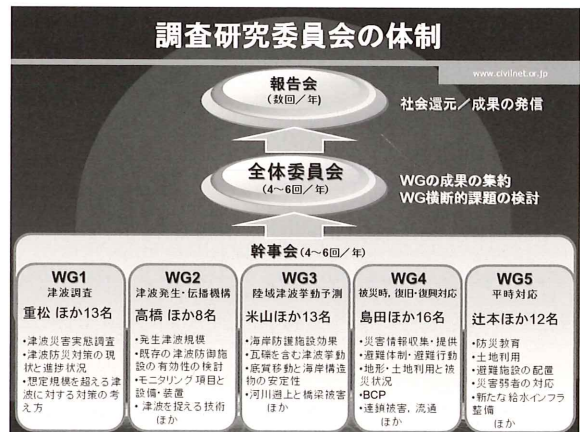 調査研究委員会の体制
www.civilnet.or.jp
報告会
(数回/年)
社会還元/成果の発信
全体委員会
(4~6回/年)
WGの成果の集約
WG横断的課題の検討
幹事会(4~6回/年)
WG1
津波調査
重松 ほか13名
・津波災害実態調査
・津波防災対策の現
状と進捗状況
・想定規模を超える津
波に対する対策の考
え方
WG2
津波発生・伝播機構
高橋 ほか8名
・発生津波規模
・既存の津波防御施
設の有効性の検討
・モニタリング項目と
設備・装置
・津波を捉える技術
ほか
WG3
陸域津波挙動予測
米山ほか13名
・海岸防護施設効果
・瓦礫を含む津波挙動
・底質移動と海岸構造
物の安定性
・河川遡上と橋梁被害
ほか
WG4
被災時,復旧・復興対応
島田ほか16名
・災害情報収集・提供
・避難体制・避難行動
・地形・土地利用と被
災状況
・BCP
・連鎖被害,流通
ほか
WG5
平時対応
辻本ほか12名
・防災教育
・土地利用
・避難施設の配置
・災害弱者の対応
・新たな給水インフラ
整備
ほか